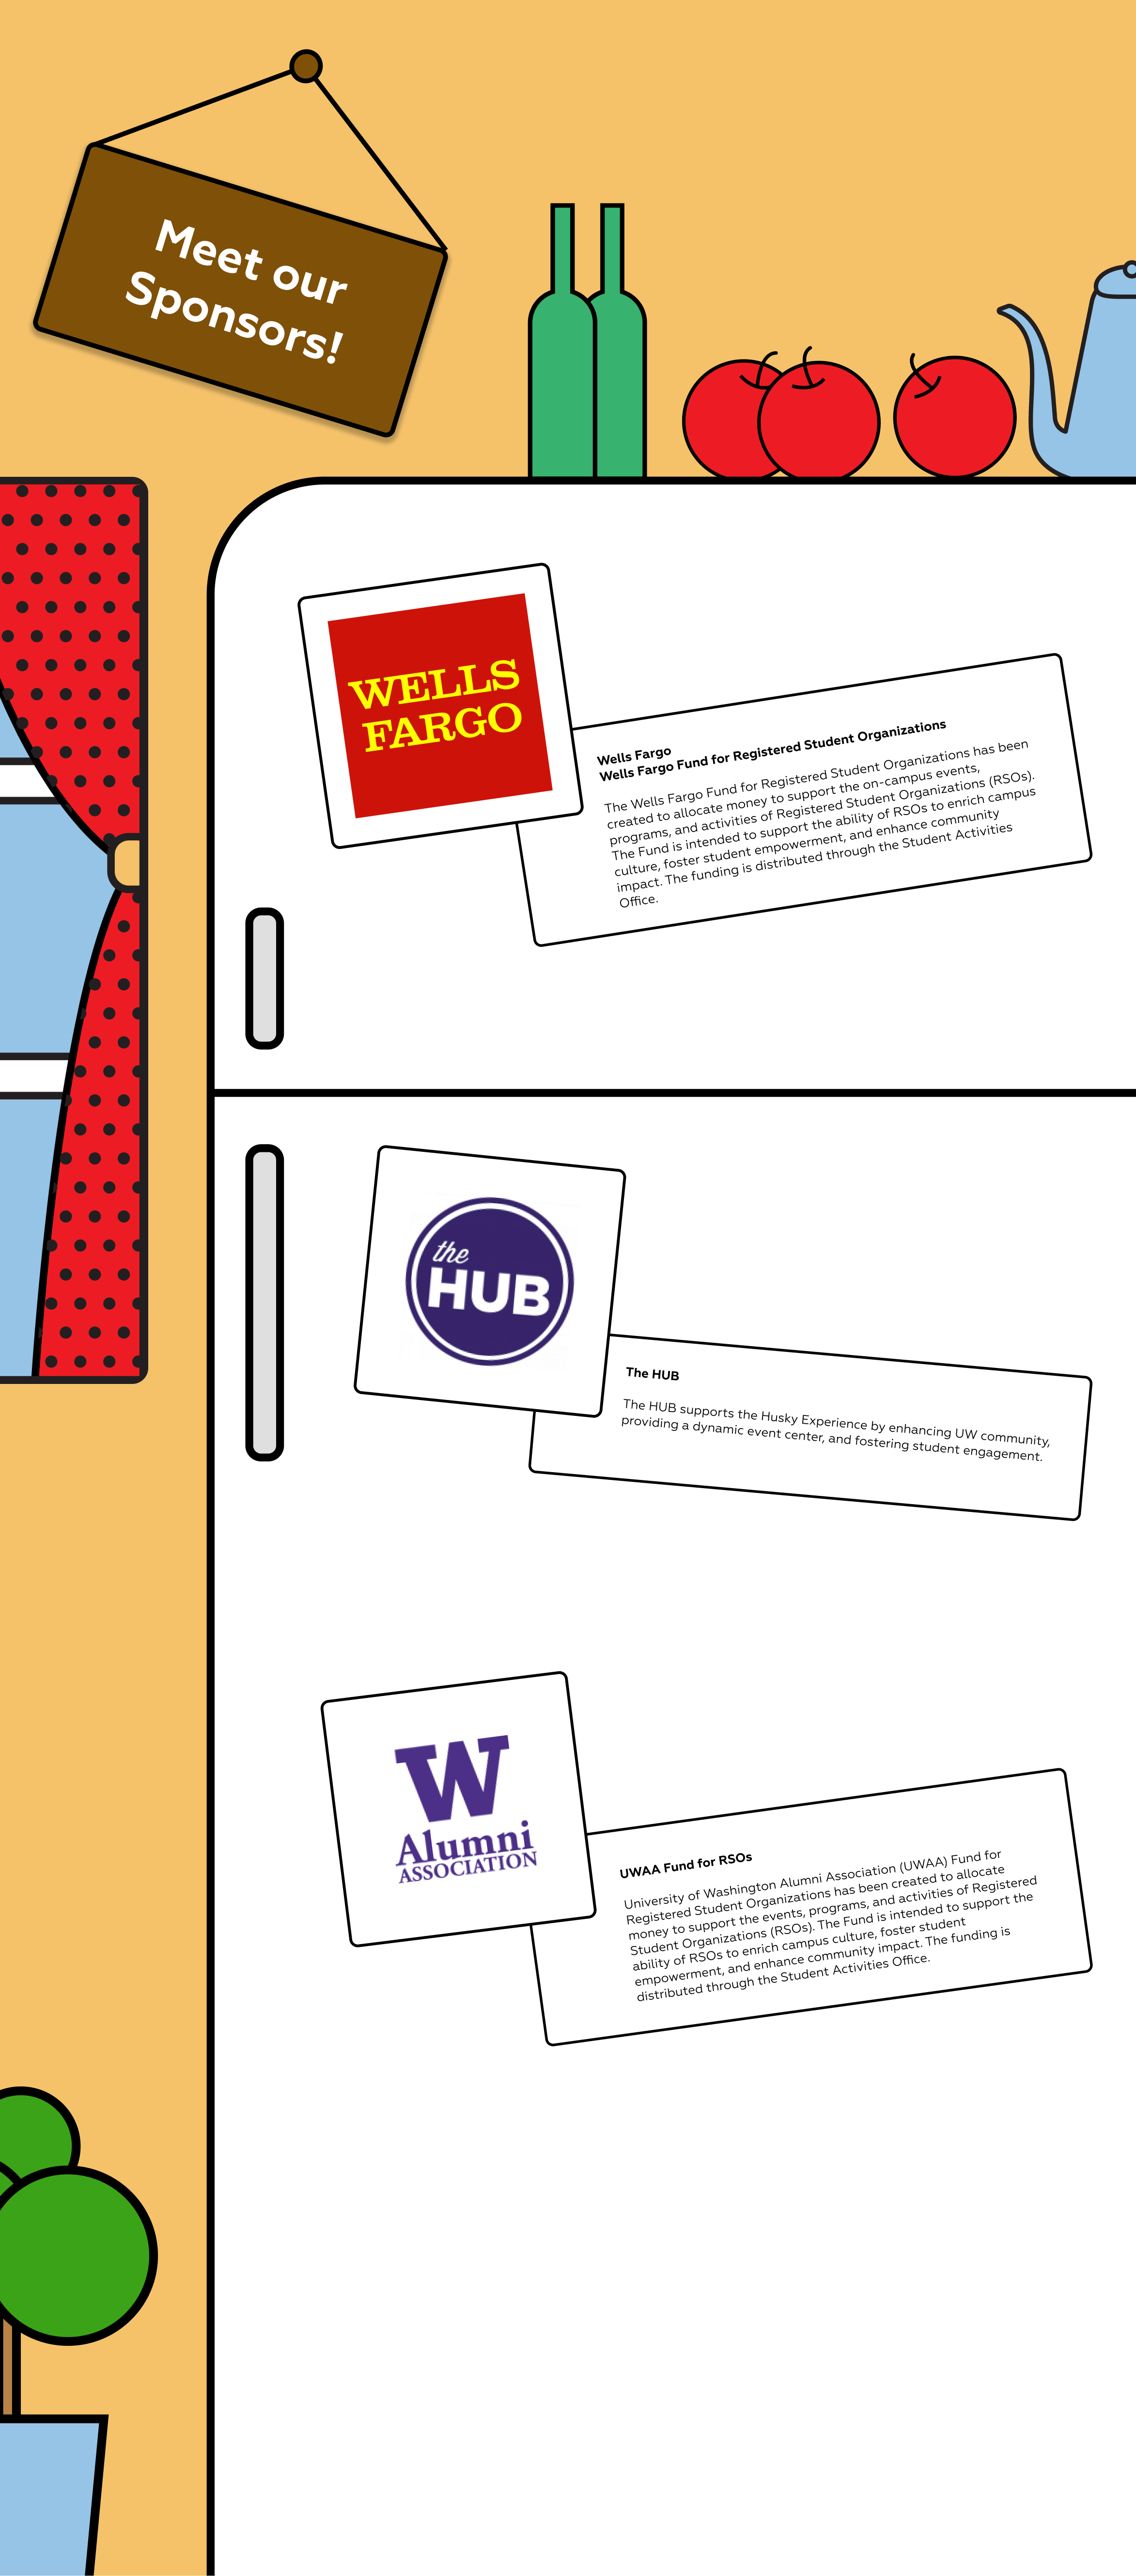 Meet our
Sponsors!
WELLS
FARGO
Wells Fargo
Wells Fargo Fund for Registered Student Organizations
The Wells Fargo Fund for Registered Student Organizations has been
created to allocate money to support the on-campus events,
programs, and activities of Registered Student Organizations (RSOs).
The Fund is intended to support the ability of RSOs to enrich campus
culture, foster student empowerment, and enhance community
impact. The funding is distributed through the Student Activities
Office.
the
HUB
The HUB
The HUB supports the Husky Experience by enhancing UW community,
providing a dynamic event center, and fostering student engagement.
W
Alumni
ASSOCIATION
UWAA Fund for RSOs
University of Washington Alumni Association (UWAA) Fund for
Registered Student Organizations has been created to allocate
money to support the events, programs, and activities of Registered
Student Organizations (RSOs). The Fund is intended to support the
ability of RSOs to enrich campus culture, foster student
empowerment, and enhance community impact. The funding is
distributed through the Student Activities Office.